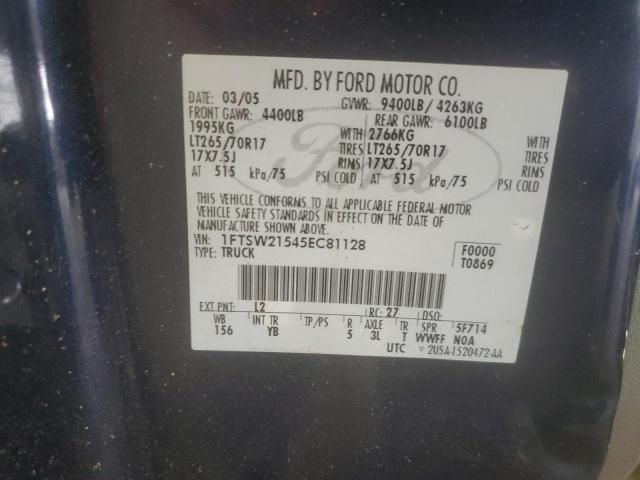 MFD. BY FORD MOTOR CO.
DATE: 03/05 GVWR: 9400LB/ 4263KG
FRONT GAWR: 4400LB REAR GAWR: 6100LB
1995KG WITH 2766KG WITH
LT265/70R17 TIRES LT265/70R17 TIRES
17X7.5J RIMS 17X7.5J RIMS
AT 515 kPa/75 PSI COLD AT 515 kPa/75 PSI COLD
THIS VEHICLE CONFORMS TO ALL APPLICABLE FEDERAL MOTOR
VEHICLE SAFETY STANDARDS IN EFFECT ON THE DATE OF
MANUFACTURE SHOWN ABOVE.
VIN: 1FTSW21545EC81128 F0000
TYPE: TRUCK T0869
EXT PNT: L2 RC: 27 DSO:
WB INT TR TP/PS R AXLE TR SPR 5F714
156 YB 5 3L T WWFF NOA
UTC 2U5A-1520472-AA
Ford